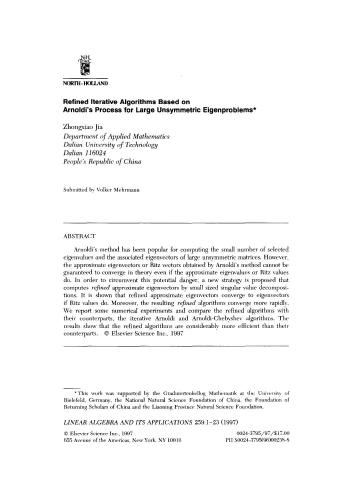 NH
NORTH-HOLLAND
Refined Iterative Algorithms Based on
Arnoldi's Process for Large Unsymmetric Eigenproblems*
Zhongxiao Jia
Department of Applied Mathematics
Dalian University of Technology
Dalian 116024
People's Republic of China
Submitted by Volker Mehrmann
ABSTRACT
Arnoldi's method has been popular for computing the small number of selected
eigenvalues and the associated eigenvectors of large unsymmetric matrices. However,
the approximate eigenvectors or Ritz vectors obtained by Arnoldi's method cannot be
guaranteed to converge in theory even if the approximate eigenvalues or Ritz values
do. In order to circumvent this potential danger, a new strategy is proposed that
computes refined approximate eigenvectors by small sized singular value decomposi-
tions. It is shown that refined approximate eigenvectors converge to eigenvectors
if Ritz values do. Moreover, the resulting refined algorithms converge more rapidly.
We report some numerical experiments and compare the refined algorithms with
their counterparts, the iterative Arnoldi and Arnoldi-Chebyshev algorithms. The
results show that the refined algorithms are considerably more efficient than their
counterparts. © Elsevier Science Inc., 1997
*This work was supported by the Graduiertenkolleg Mathematik at the University of
Bielefeld, Germany, the National Natural Science Foundation of China, the Foundation of
Returning Scholars of China and the Liaoning Province Natural Science Foundation.
LINEAR ALGEBRA AND ITS APPLICATIONS 259:1-23 (1997)
© Elsevier Science Inc., 1997 0024-3795/97/$17.00
655 Avenue of the Americas, New York, NY 10010 PII S0024-3795(96)00238-8